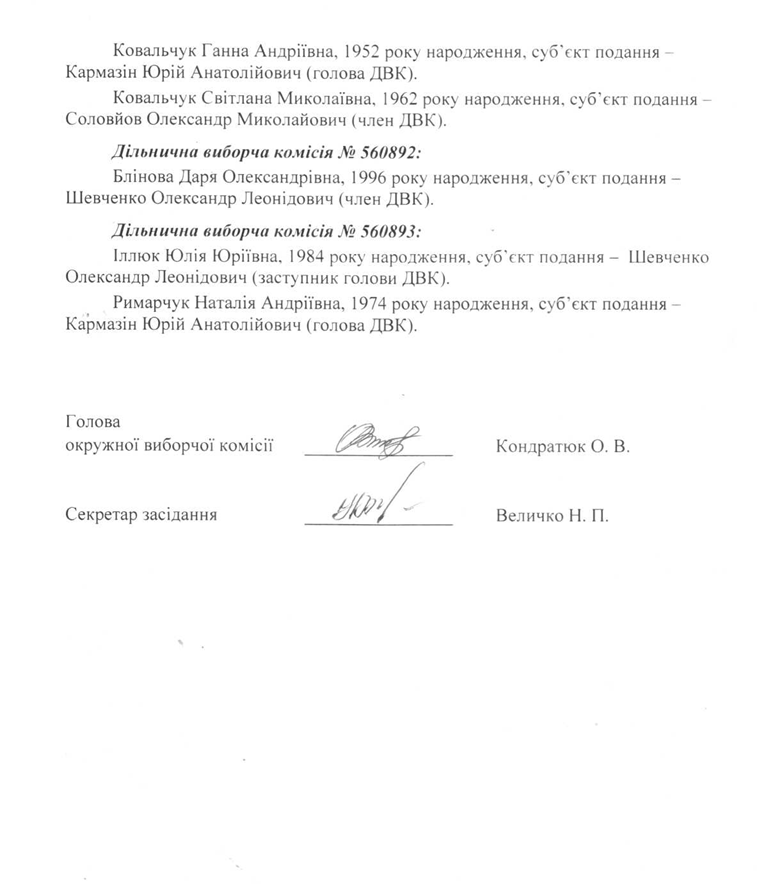 Ковальчук Ганна Андріївна, 1952 року народження, суб’єкт подання –
Кармазін Юрій Анатолійович (голова ДВК).
Ковальчук Світлана Миколаївна, 1962 року народження, суб’єкт подання –
Соловйов Олександр Миколайович (член ДВК).
Дільнична виборча комісія № 560892:
Блінова Даря Олександрівна, 1996 року народження, суб’єкт подання –
Шевченко Олександр Леонідович (член ДВК).
Дільнична виборча комісія № 560893:
Іллюк Юлія Юріївна, 1984 року народження, суб’єкт подання – Шевченко
Олександр Леонідович (заступник голови ДВК).
Римарчук Наталія Андріївна, 1974 року народження, суб’єкт подання –
Кармазін Юрій Анатолійович (голова ДВК).
Голова
окружної виборчої комісії Кондратюк О. В.
Секретар засідання Величко Н. П.